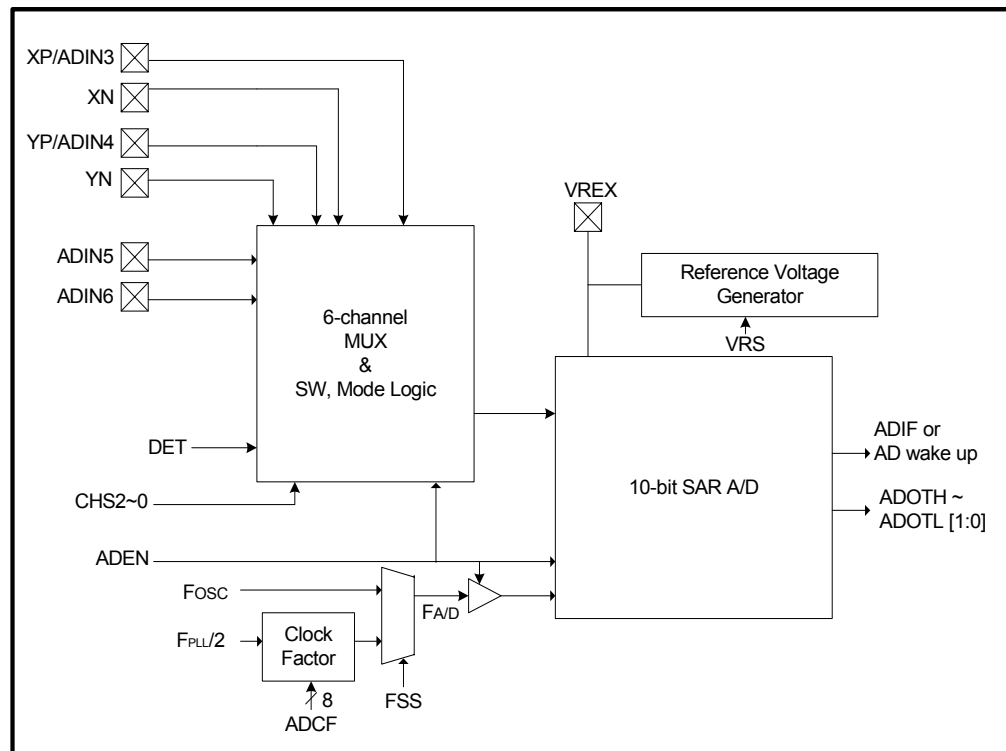 XP/ADIN3
XN
YP/ADIN4
YN
ADIN5
ADIN6
DET
CHS2~0
ADEN
6-channel
MUX
&
SW, Mode Logic
VREX
Reference Voltage
Generator
VRS
10-bit SAR A/D
ADIF or
AD wake up
ADOTH ~
ADOTL [1:0]
FOSC
FPLL/2
Clock
Factor
8
ADCF
FA/D
FSS